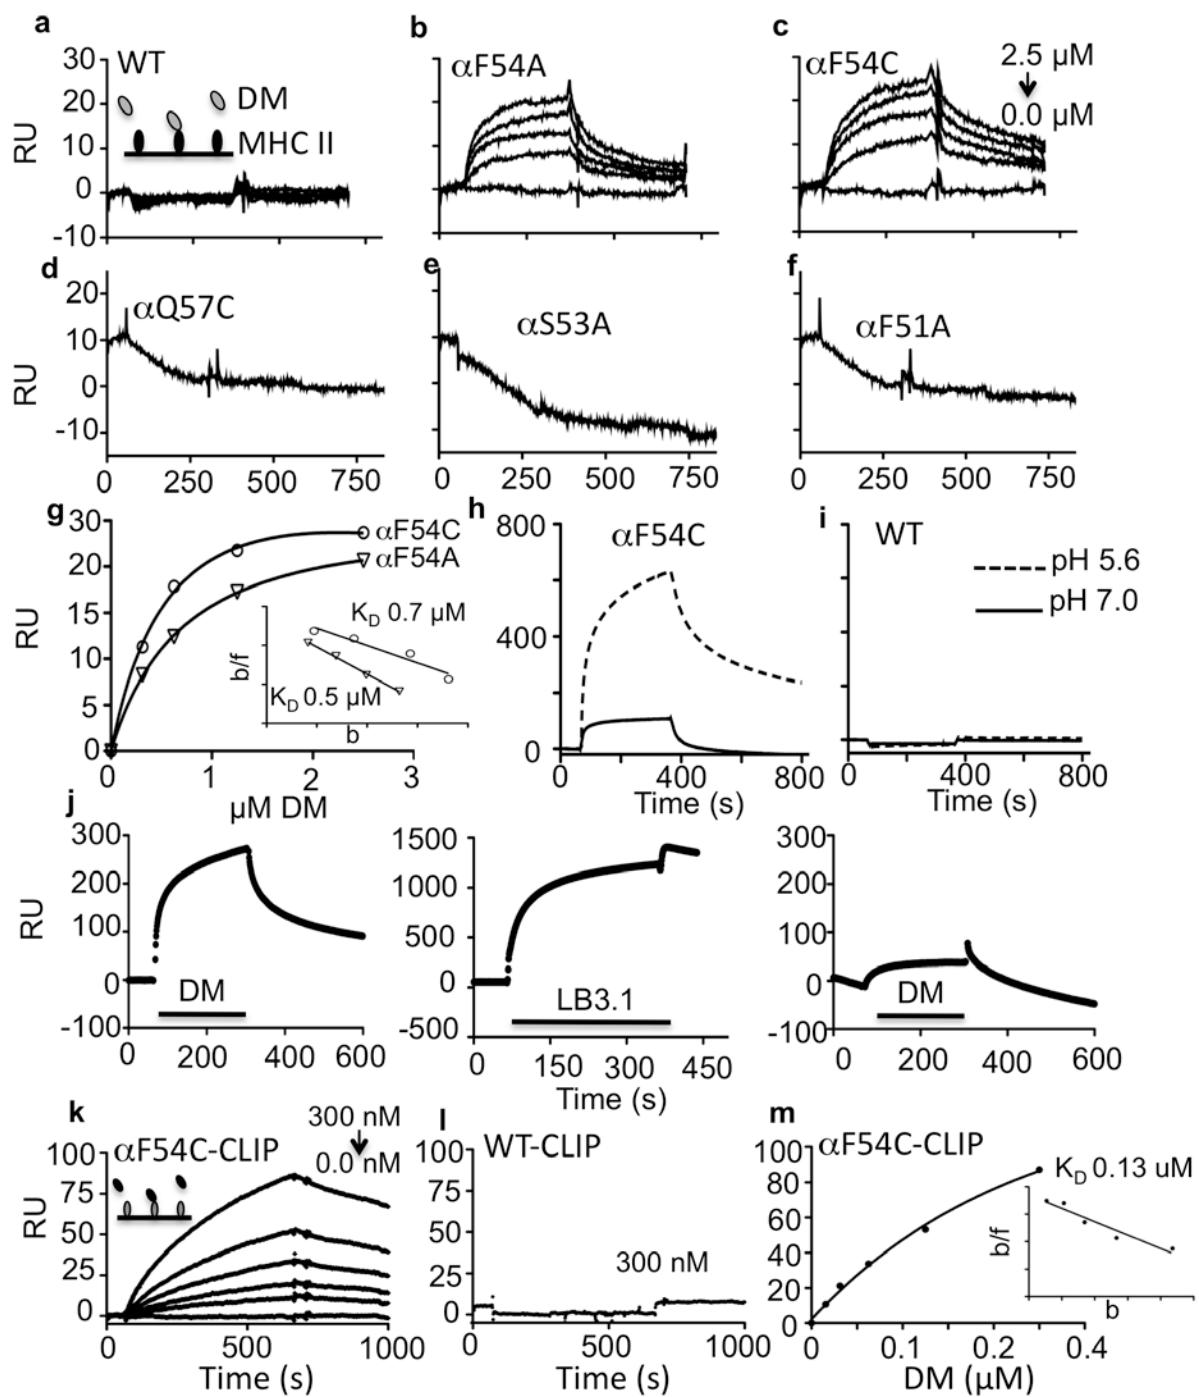 a
WT
DM
MHC II
RU
30
20
10
0
-10
b
αF54A
c
αF54C
2.5 µM
0.0 µM
d
αQ57C
RU
20
10
0
-10
0 250 500 750
e
αS53A
0 250 500 750
f
αF51A
0 250 500 750
g
30
20
15
10
5
0
RU
αF54C
αF54A
K_D 0.7 µM
b/f
K_D 0.5 µM
b
0 1 2 3
µM DM
h
αF54C
800
400
0
0 400 800
Time (s)
i
WT
pH 5.6
pH 7.0
0 400 800
Time (s)
j
RU
300
200
100
0
-100
DM
0 200 400 600
1500
1000
500
0
-500
LB3.1
0 150 300 450
Time (s)
300
200
100
0
-100
DM
0 200 400 600
k
αF54C-CLIP
300 nM
0.0 nM
RU
100
75
50
25
0
0 500 1000
Time (s)
l
WT-CLIP
100
75
50
25
0
300 nM
0 500 1000
Time (s)
m
αF54C-CLIP
K_D 0.13 uM
b/f
b
100
80
60
40
20
0
0 0.1 0.2 0.4
DM (µM)